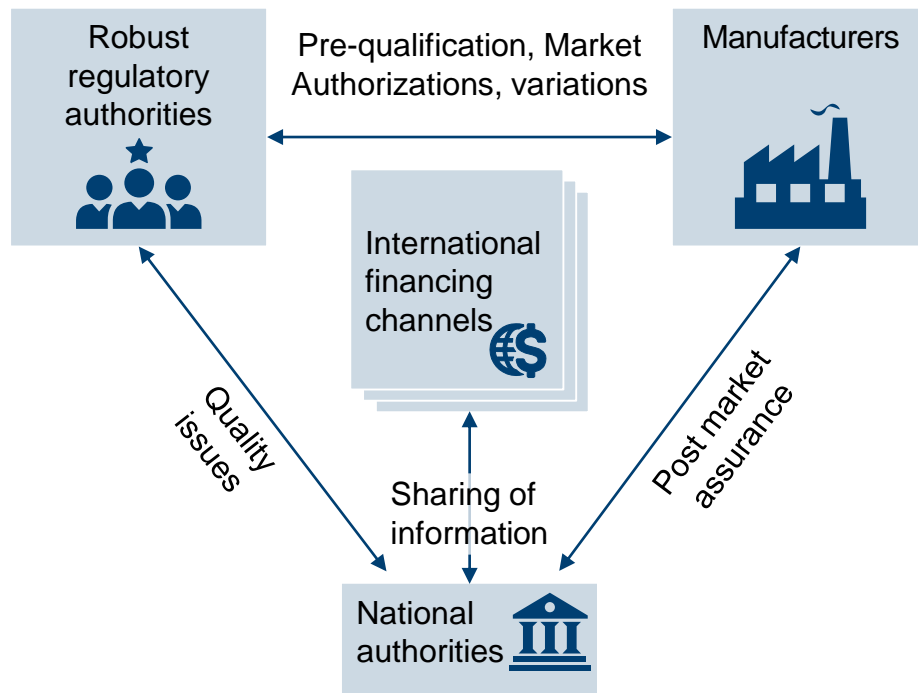 Robust
regulatory
authorities
Pre-qualification, Market
Authorizations, variations
Manufacturers
International
financing
channels
$
Quality
issues
Sharing of
information
Post market
assurance
National
authorities